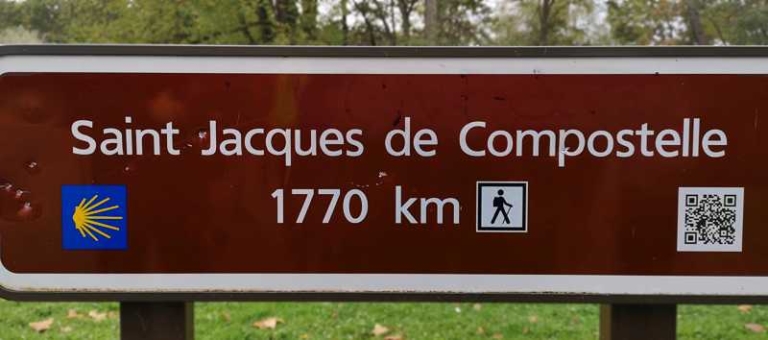 Saint Jacques de Compostelle
1770 km